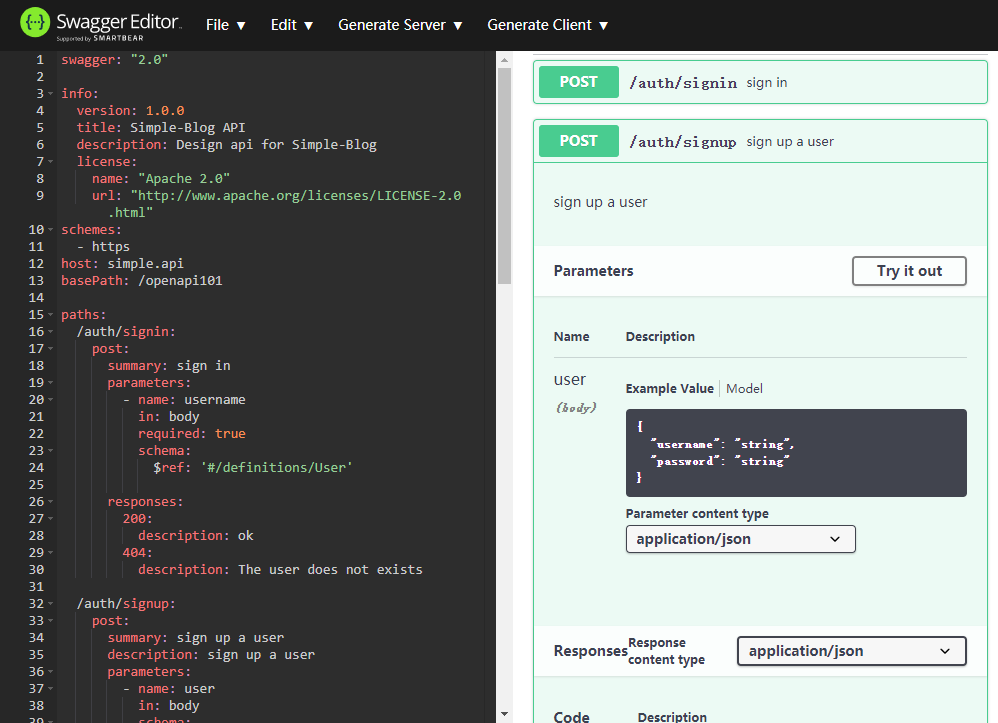 Swagger Editor
Supported by SMARTBEAR
File ▼ Edit ▼ Generate Server ▼ Generate Client ▼
1 swagger: "2.0"
2
3 info:
4 version: 1.0.0
5 title: Simple-Blog API
6 description: Design api for Simple-Blog
7 license:
8 name: "Apache 2.0"
9 url: "http://www.apache.org/licenses/LICENSE-2.0
.html"
10 schemes:
11 - https
12 host: simple.api
13 basePath: /openapi101
14
15 paths:
16 /auth/signin:
17 post:
18 summary: sign in
19 parameters:
20 - name: username
21 in: body
22 required: true
23 schema:
24 $ref: '#/definitions/User'
25
26 responses:
27 200:
28 description: ok
29 404:
30 description: The user does not exists
31
32 /auth/signup:
33 post:
34 summary: sign up a user
35 description: sign up a user
36 parameters:
37 - name: user
38 in: body
39 schema:
POST /auth/signin sign in
POST /auth/signup sign up a user
sign up a user
Parameters Try it out
Name Description
user
(body)
Example Value Model
{
"username": "string",
"password": "string"
}
Parameter content type
application/json
Responses Response content type application/json
Code Description